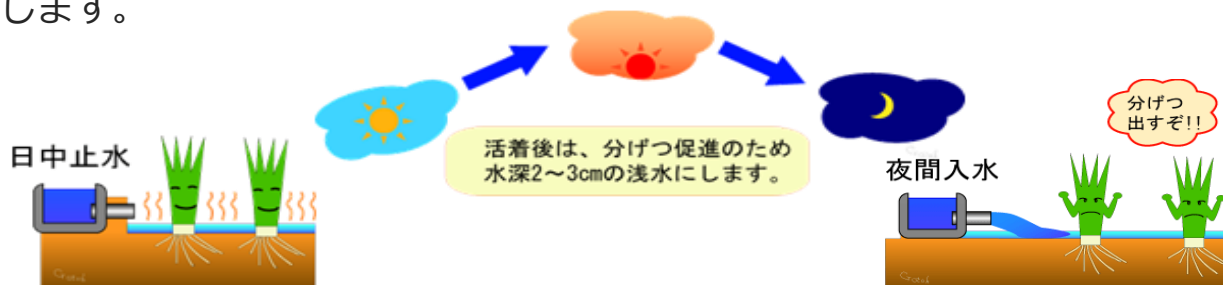 します。
日中止水
活着後は、分げつ促進のため
水深2～3cmの浅水にします。
夜間入水
分げつ
出すぞ!!